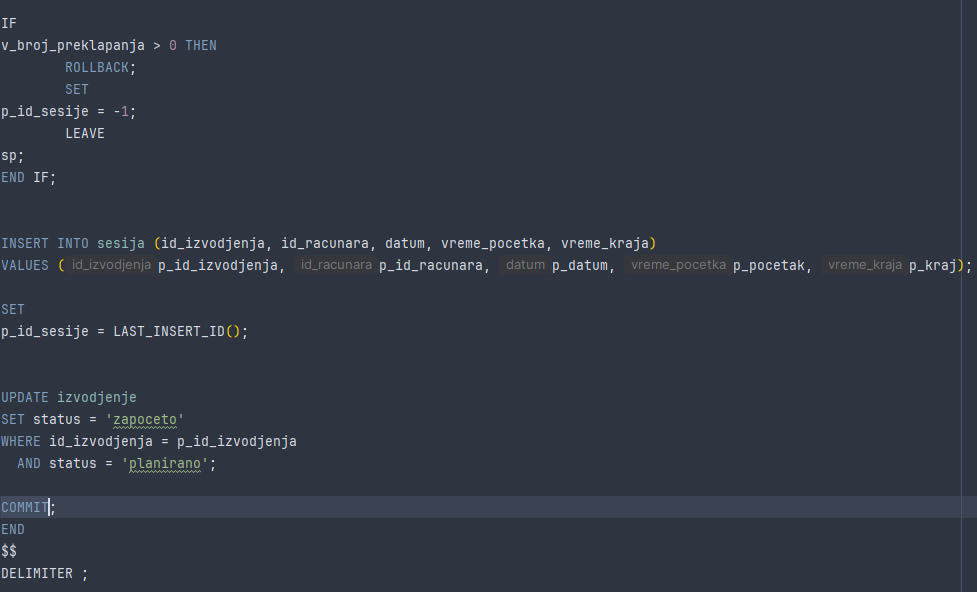 IF
v_broj_preklapanja > 0 THEN
        ROLLBACK;
        SET
p_id_sesije = -1;
        LEAVE
sp;
END IF;
INSERT INTO sesija (id_izvodjenja, id_racunara, datum, vreme_pocetka, vreme_kraja)
VALUES ( id_izvodjenja p_id_izvodjenja, id_racunara p_id_racunara, datum p_datum, vreme_pocetka p_pocetak, vreme_kraja p_kraj);
SET
p_id_sesije = LAST_INSERT_ID();
UPDATE izvodjenje
SET status = 'zapoceto'
WHERE id_izvodjenja = p_id_izvodjenja
  AND status = 'planirano';
COMMIT;
END
$$
DELIMITER ;